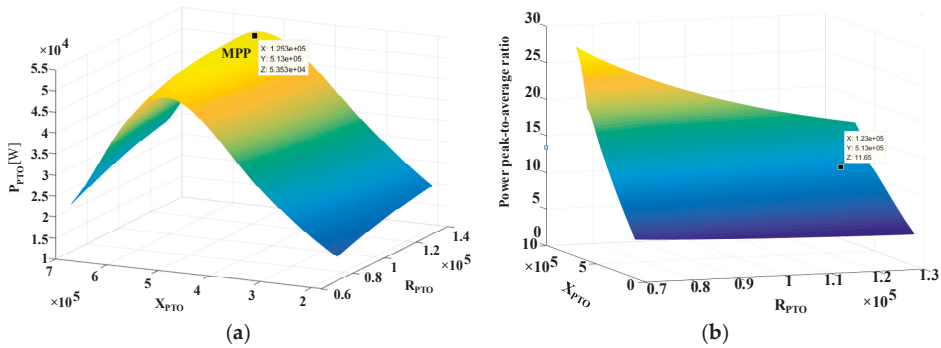 ×10⁴
5.5
5
4.5
4
3.5
3
2.5
2
1.5
1
P_PTO[W]
MPP
X: 1.253e+05
Y: 5.13e+05
Z: 5.353e+04
7
6
5
4
3
2
×10⁵
X_PTO
0.6
0.8
1
1.2
1.4
×10⁵
R_PTO
(a)
30
25
20
15
10
5
0
Power peak-to-average ratio
X: 1.23e+05
Y: 5.13e+05
Z: 11.65
10
5
0
×10⁵
X_PTO
0.7
0.8
0.9
1
1.1
1.2
1.3
×10⁵
R_PTO
(b)